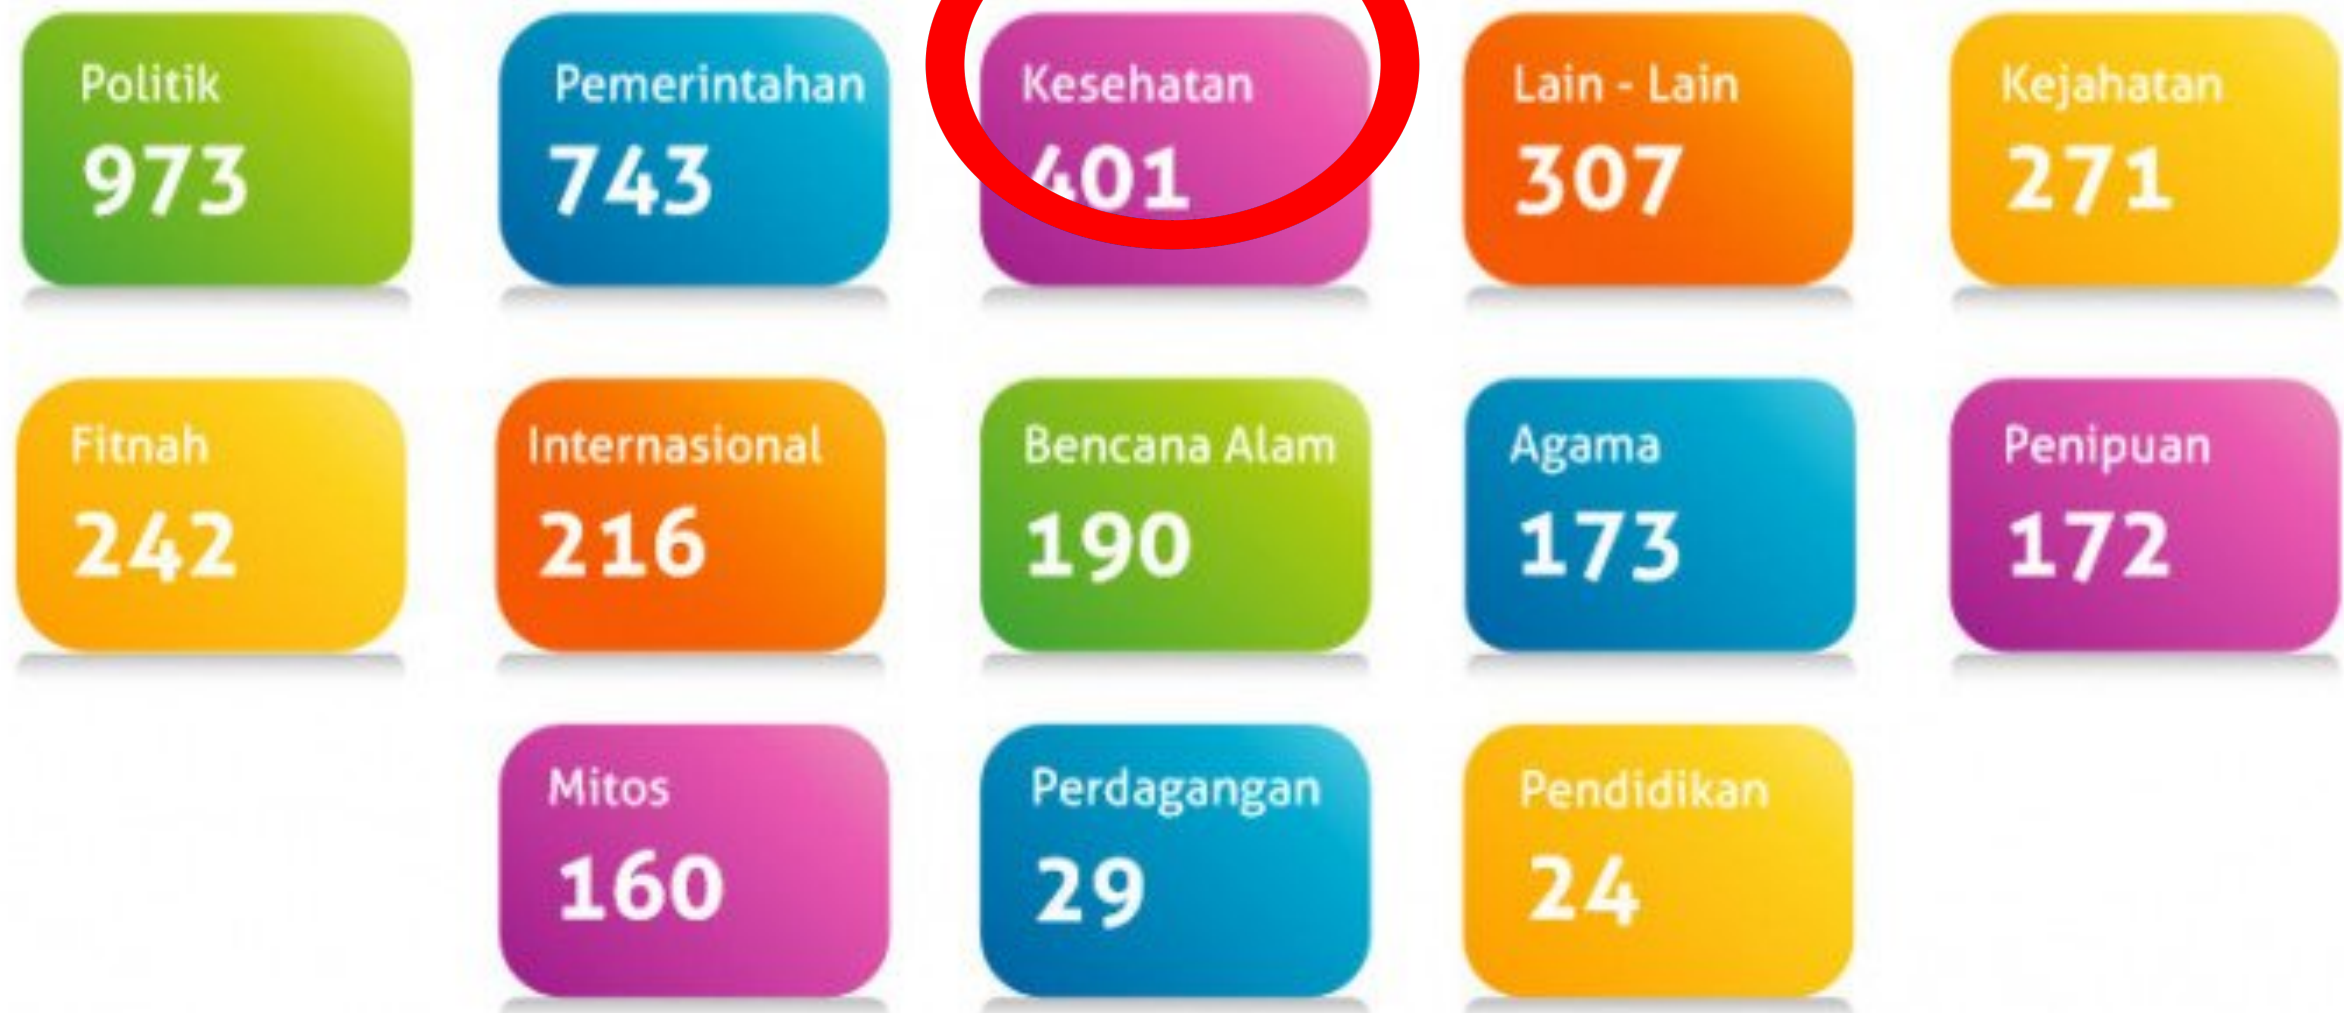 Politik
973
Pemerintahan
743
Kesehatan
401
Lain - Lain
307
Kejahatan
271
Fitnah
242
Internasional
216
Bencana Alam
190
Agama
173
Penipuan
172
Mitos
160
Perdagangan
29
Pendidikan
24